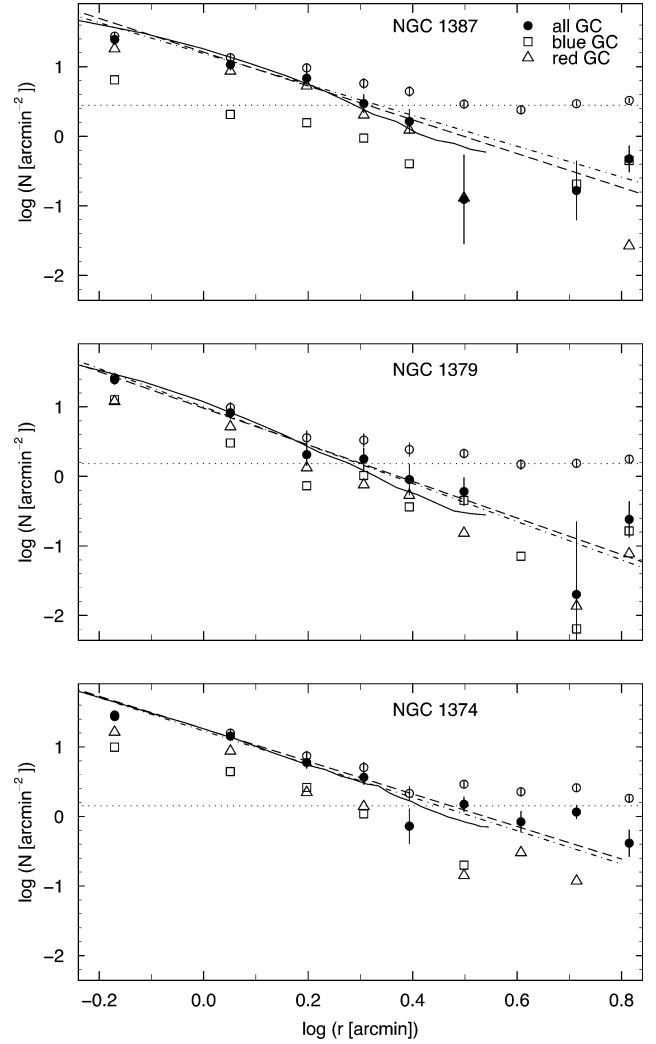 NGC 1387
all GC
blue GC
red GC
1
0
−1
−2
log (N [arcmin⁻² ])
NGC 1379
1
0
−1
−2
log (N [arcmin⁻² ])
NGC 1374
1
0
−1
−2
log (N [arcmin⁻² ])
−0.2 0.0 0.2 0.4 0.6 0.8
log (r [arcmin])